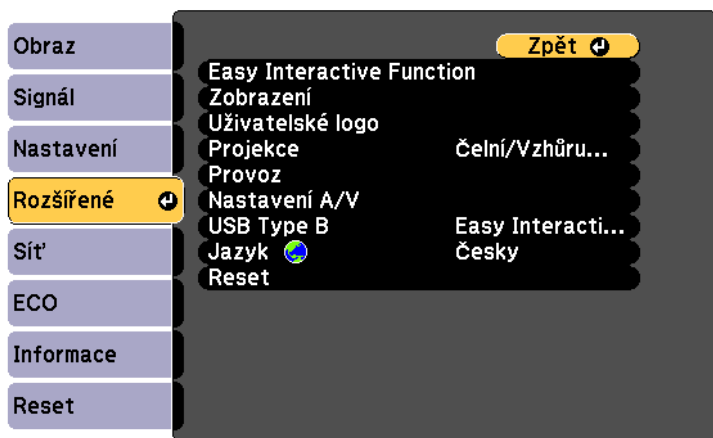 Obraz
Signál
Nastavení
Rozšířené
Síť
ECO
Informace
Reset
Zpět
Easy Interactive Function
Zobrazení
Uživatelské logo
Projekce Čelní/Vzhůru...
Provoz
Nastavení A/V
USB Type B Easy Interacti...
Jazyk Česky
Reset